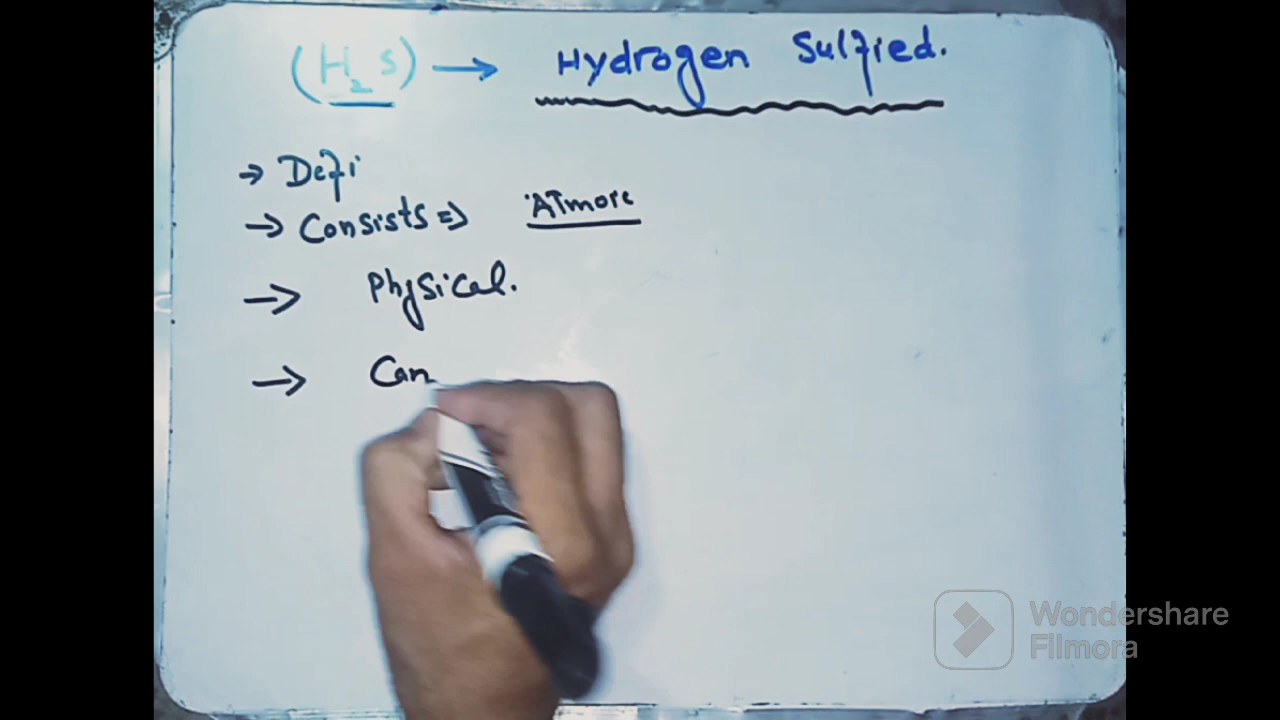 (H₂S) → Hydrogen Sulfied.
→ Defi
→ Consists ⇒ ATmore
→ Physical.
→ Can
Wondershare
Filmora